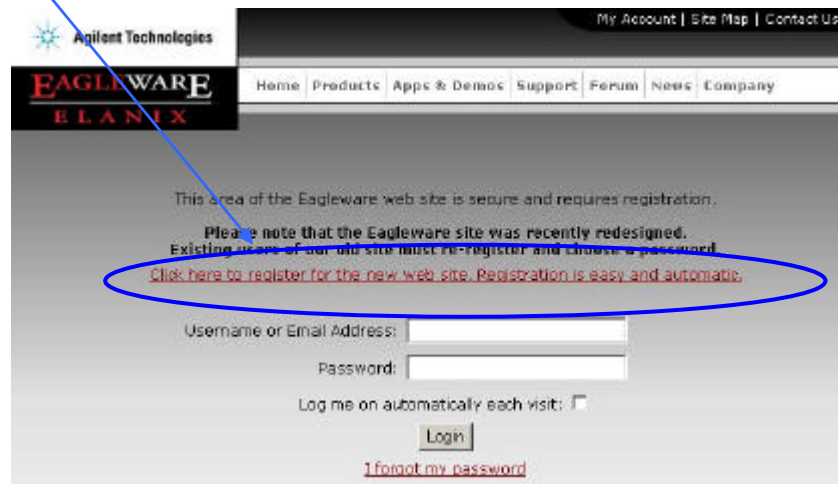 My Account | Site Map | Contact Us
Agilent Technologies
EAGLEWARE
ELANIX
Home | Products | Apps & Demos | Support | Forum | News | Company
This area of the Eagleware web site is secure and requires registration.
Please note that the Eagleware site was recently redesigned.
Existing users of our old site must re-register and choose a password.
Click here to register for the new web site. Registration is easy and automatic.
Username or Email Address:
Password:
Log me on automatically each visit:
Login
I forgot my password